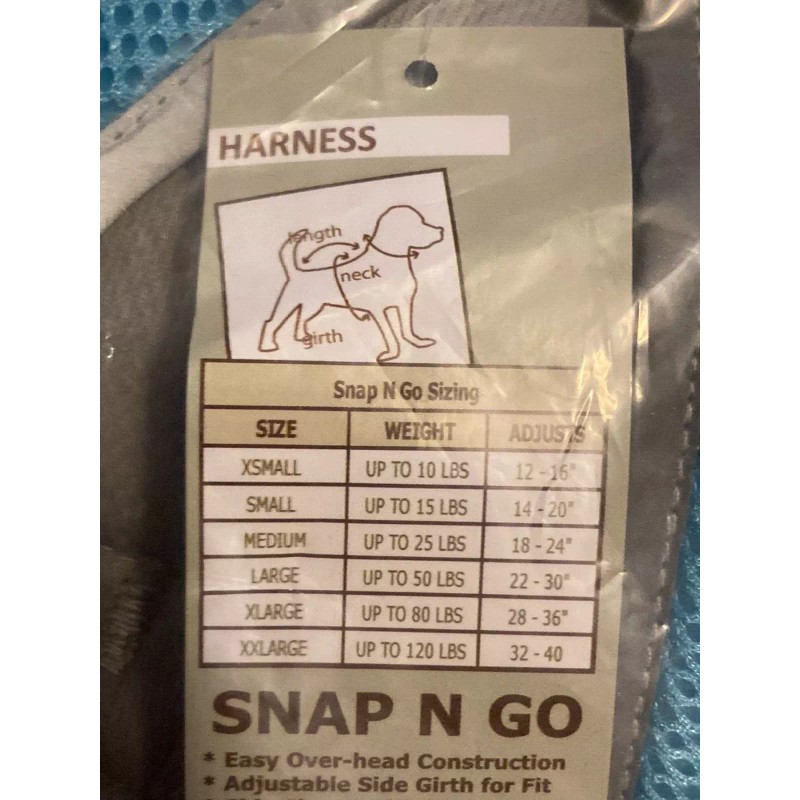 HARNESS
length
neck
girth
Snap N Go Sizing
SIZE WEIGHT ADJUSTS
XSMALL UP TO 10 LBS 12 - 16"
SMALL UP TO 15 LBS 14 - 20"
MEDIUM UP TO 25 LBS 18 - 24"
LARGE UP TO 50 LBS 22 - 30"
XLARGE UP TO 80 LBS 28 - 36"
XXLARGE UP TO 120 LBS 32 - 40
SNAP N GO
* Easy Over-head Construction
* Adjustable Side Girth for Fit